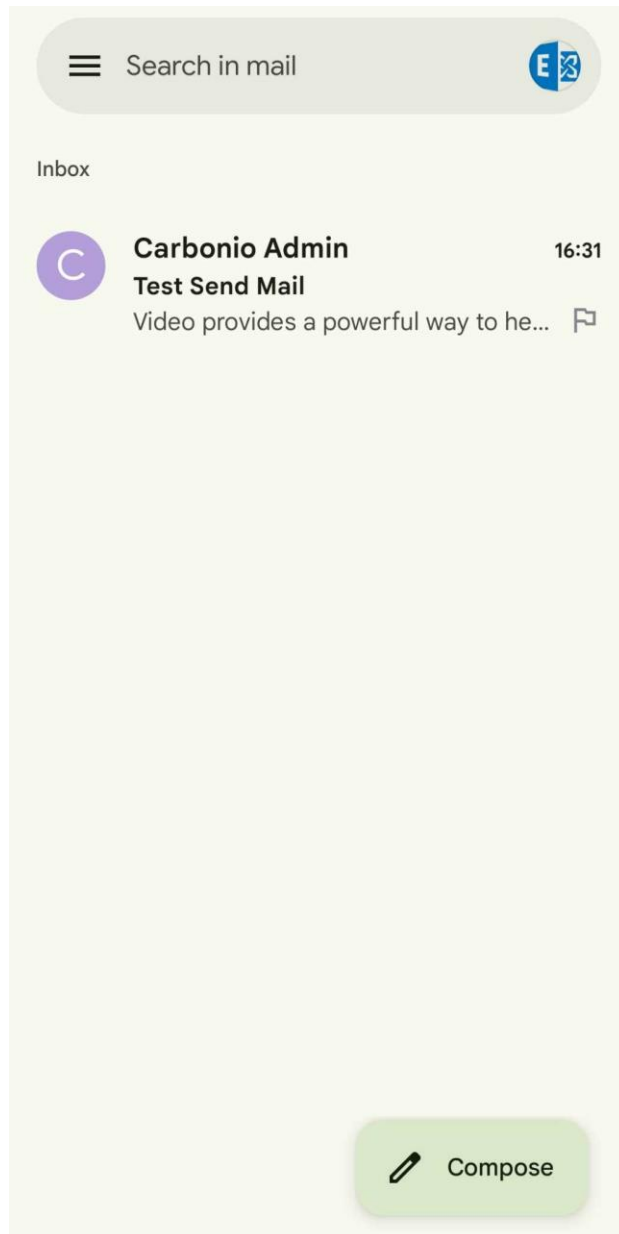 Search in mail
E
Inbox
C
Carbonio Admin
16:31
Test Send Mail
Video provides a powerful way to he...
Compose